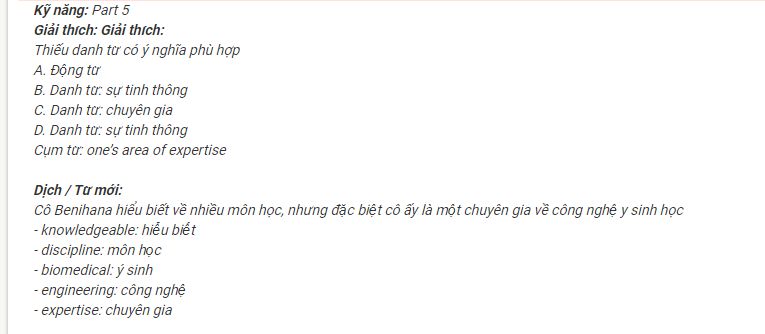 Kỹ năng: Part 5
Giải thích: Giải thích:
Thiếu danh từ có ý nghĩa phù hợp
A. Động từ
B. Danh từ: sự tinh thông
C. Danh từ: chuyên gia
D. Danh từ: sự tinh thông
Cụm từ: one's area of expertise
Dịch / Từ mới:
Cô Benihana hiểu biết về nhiều môn học, nhưng đặc biệt cô ấy là một chuyên gia về công nghệ y sinh học
- knowledgeable: hiểu biết
- discipline: môn học
- biomedical: ý sinh
- engineering: công nghệ
- expertise: chuyên gia